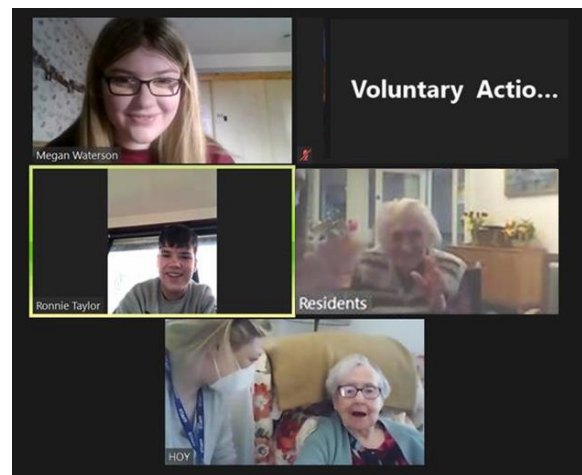 Megan Waterson
Voluntary Actio...
Ronnie Taylor
Residents
HOY